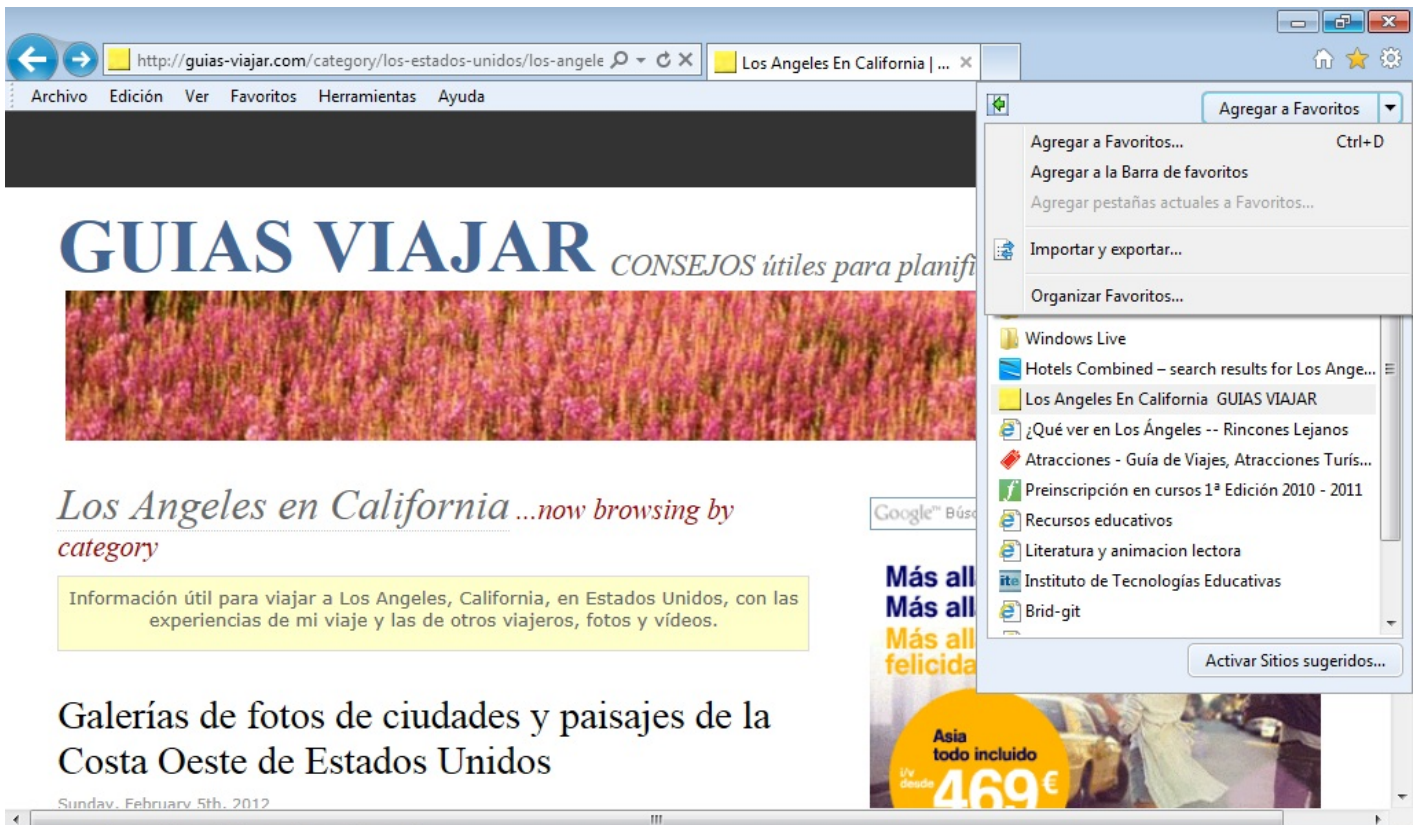 http://guias-viajar.com/category/los-estados-unidos/los-angele
Los Angeles En California | ...
Archivo Edición Ver Favoritos Herramientas Ayuda
Agregar a Favoritos
Agregar a Favoritos... Ctrl+D
Agregar a la Barra de favoritos
Agregar pestañas actuales a Favoritos...
Importar y exportar...
Organizar Favoritos...
Windows Live
Hotels Combined – search results for Los Ange...
Los Angeles En California GUIAS VIAJAR
¿Qué ver en Los Ángeles -- Rincones Lejanos
Atracciones - Guía de Viajes, Atracciones Turís...
Preinscripción en cursos 1ª Edición 2010 - 2011
Recursos educativos
Literatura y animacion lectora
ite Instituto de Tecnologías Educativas
Brid-git
Activar Sitios sugeridos...
GUIAS VIAJAR CONSEJOS útiles para planifi
Los Angeles en California ...now browsing by
category
Información útil para viajar a Los Angeles, California, en Estados Unidos, con las
experiencias de mi viaje y las de otros viajeros, fotos y vídeos.
Galerías de fotos de ciudades y paisajes de la
Costa Oeste de Estados Unidos
Sunday, February 5th, 2012
Google™ Bús
Más all
Más all
Más all
felicida
Asia
todo incluido
i/v
desde
469€